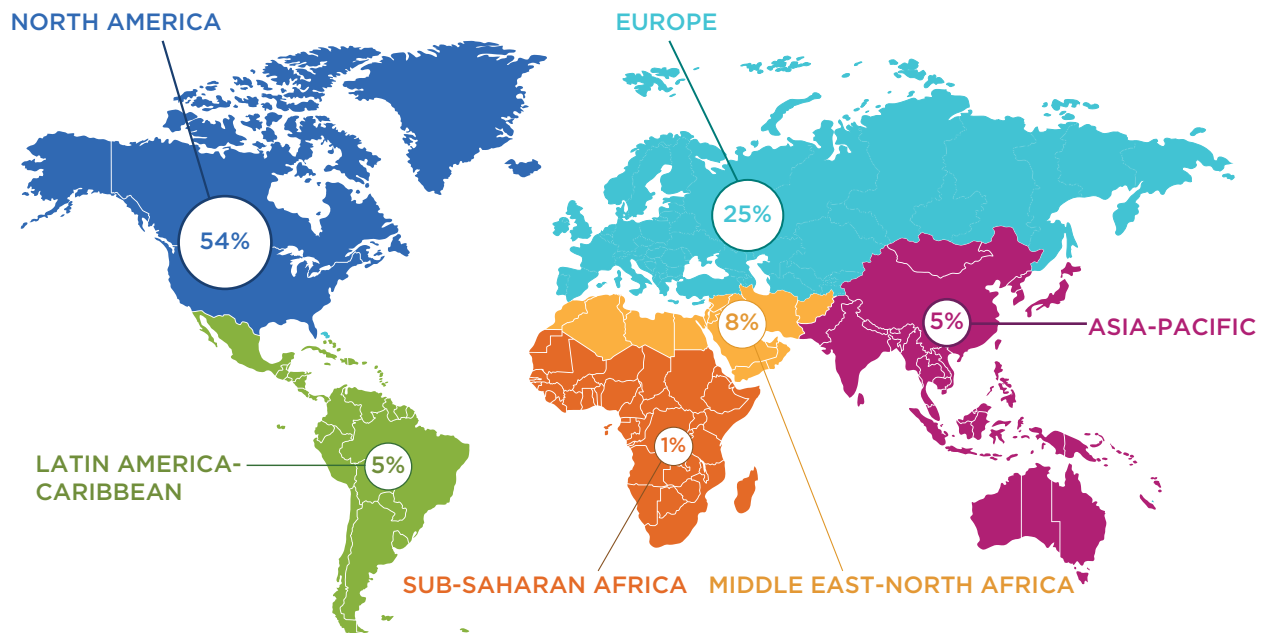 NORTH AMERICA
EUROPE
54%
25%
8%
5%
ASIA-PACIFIC
1%
LATIN AMERICA-
CARIBBEAN
5%
SUB-SAHARAN AFRICA
MIDDLE EAST-NORTH AFRICA